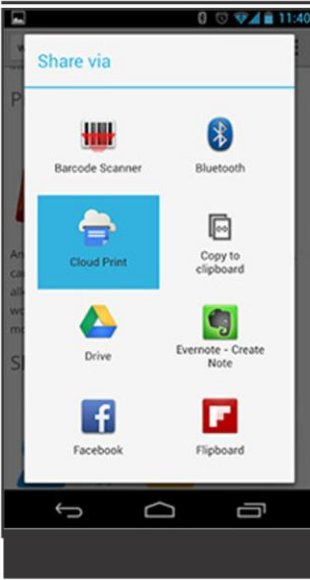 11:40
Share via
Barcode Scanner
Bluetooth
Cloud Print
Copy to
clipboard
Drive
Evernote - Create
Note
Facebook
Flipboard